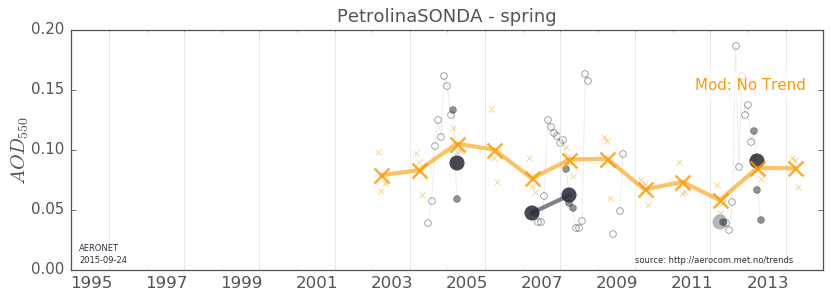 PetrolinaSONDA - spring
0.20
0.15
0.10
0.05
0.00
AOD550
Mod: No Trend
AERONET
2015-09-24
source: http://aerocom.met.no/trends
1995 1997 1999 2001 2003 2005 2007 2009 2011 2013